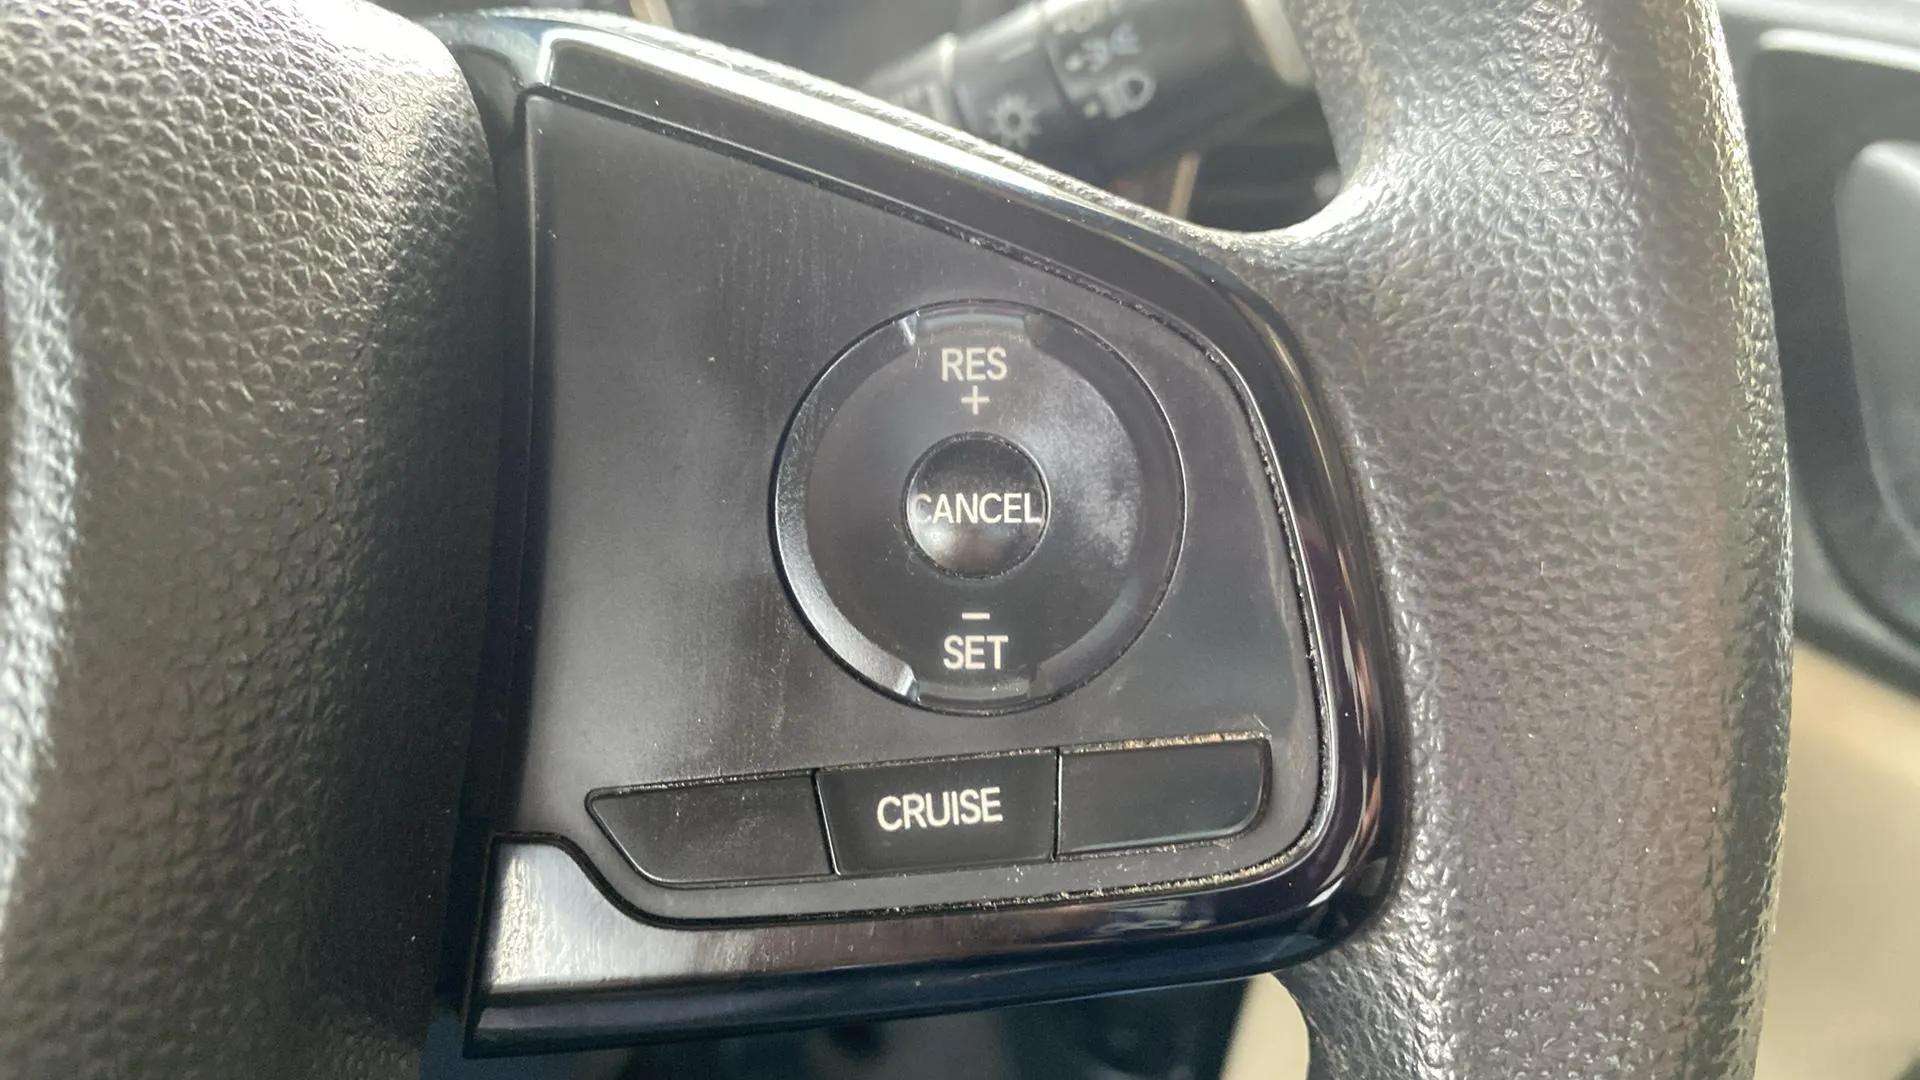 RES
+
CANCEL
−
SET
CRUISE